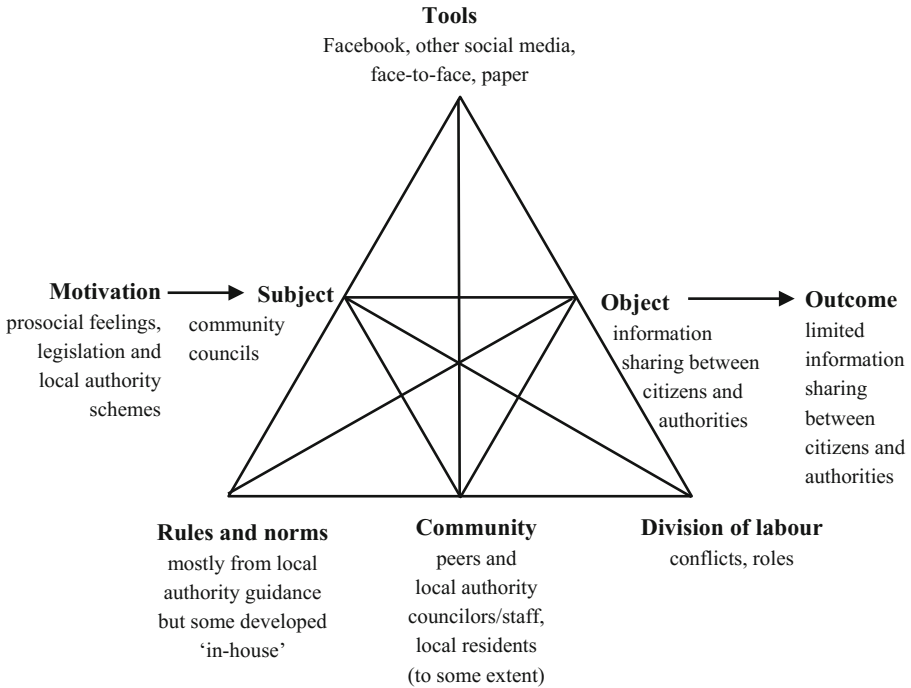 Tools
Facebook, other social media,
face-to-face, paper
Motivation
prosocial feelings,
legislation and
local authority
schemes
Subject
community
councils
Object
information
sharing between
citizens and
authorities
Outcome
limited
information
sharing
between
citizens and
authorities
Rules and norms
mostly from local
authority guidance
but some developed
‘in-house’
Community
peers and
local authority
councilors/staff,
local residents
(to some extent)
Division of labour
conflicts, roles